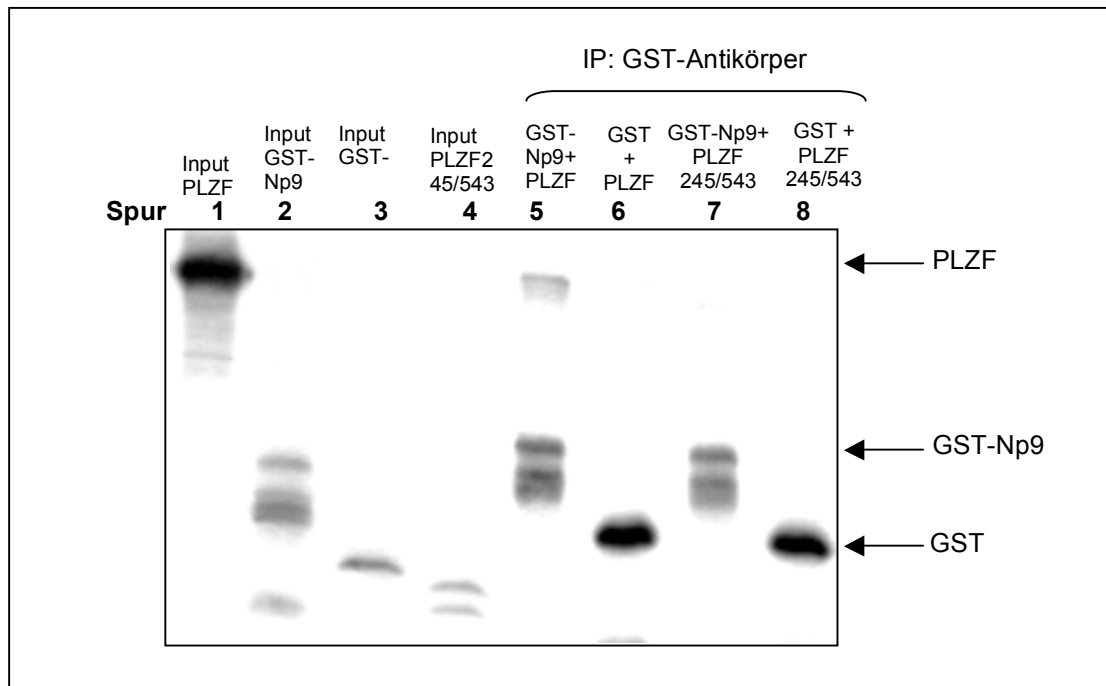 IP: GST-Antikörper
Input
PLZF
Input
GST-
Np9
Input
GST-
Input
PLZF2
45/543
GST-
Np9+
PLZF
GST
+
PLZF
GST-Np9+
PLZF
245/543
GST +
PLZF
245/543
Spur 1 2 3 4 5 6 7 8
PLZF
GST-Np9
GST